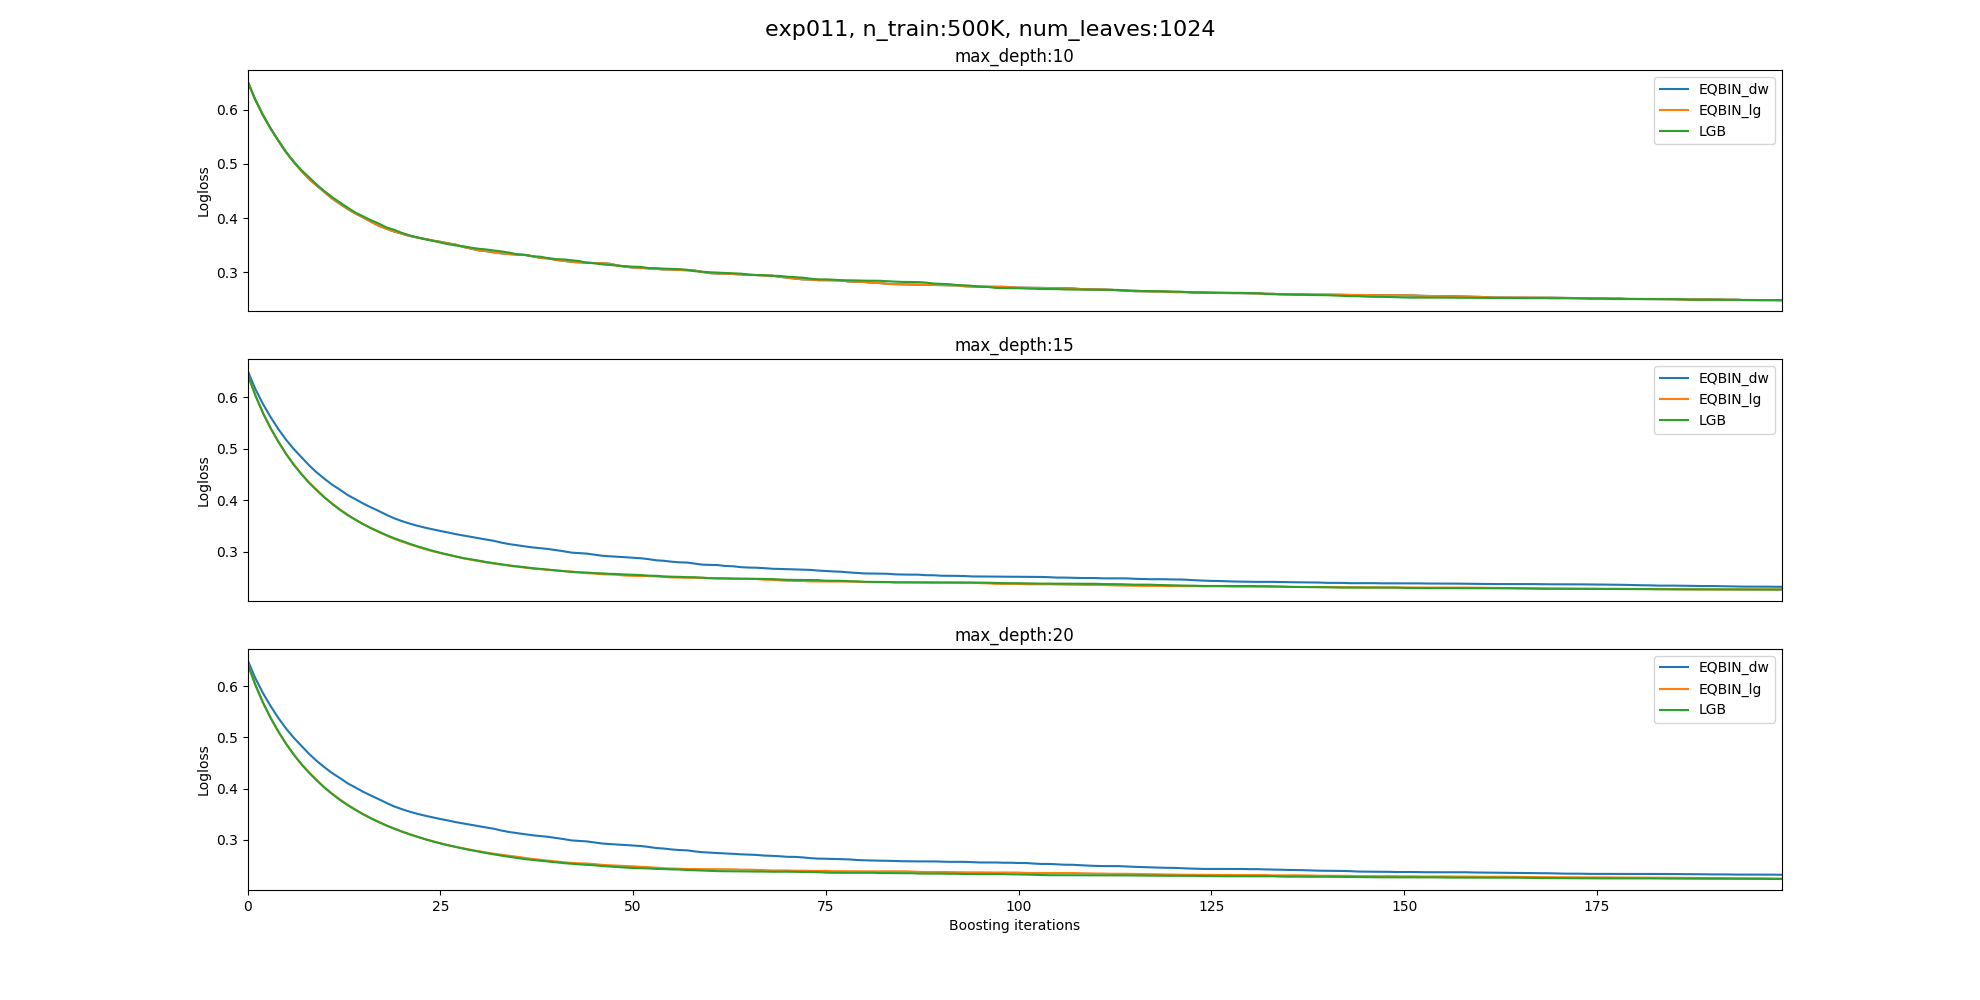 exp011, n_train:500K, num_leaves:1024
max_depth:10
EQBIN_dw
EQBIN_lg
LGB
Logloss
0.6
0.5
0.4
0.3
max_depth:15
EQBIN_dw
EQBIN_lg
LGB
Logloss
0.6
0.5
0.4
0.3
max_depth:20
EQBIN_dw
EQBIN_lg
LGB
Logloss
0.6
0.5
0.4
0.3
0 25 50 75 100 125 150 175
Boosting iterations